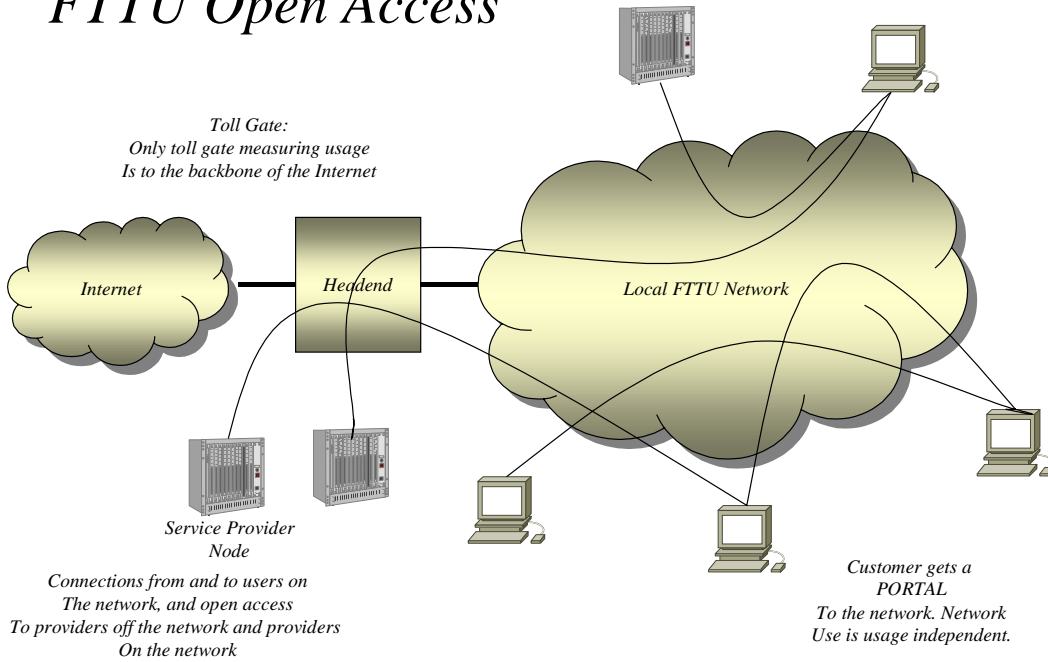 FTTU Open Access
Toll Gate:
Only toll gate measuring usage
Is to the backbone of the Internet
Internet
Headend
Local FTTU Network
Service Provider
Node
Connections from and to users on
The network, and open access
To providers off the network and providers
On the network
Customer gets a
PORTAL
To the network. Network
Use is usage independent.